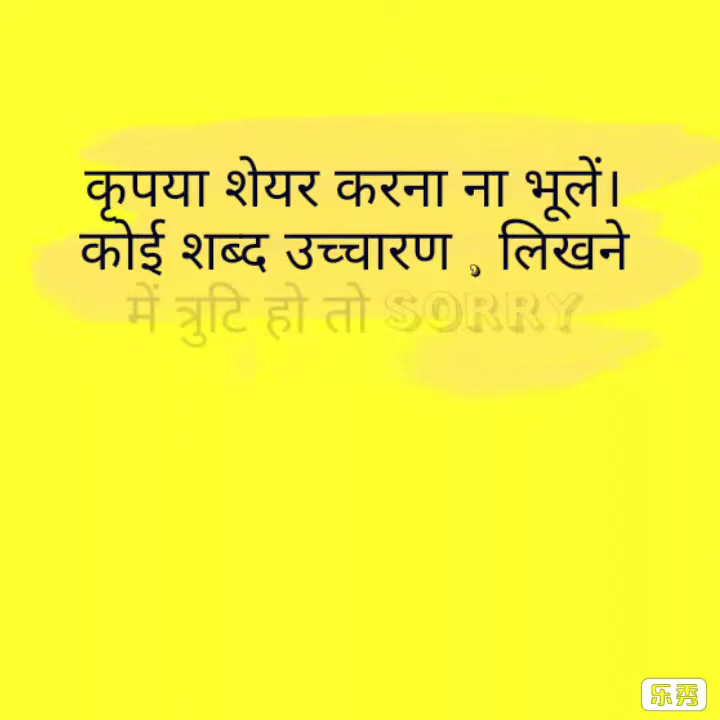 कृपया शेयर करना ना भूलें।
कोई शब्द उच्चारण , लिखने
में त्रुटि हो तो SORRY
乐秀